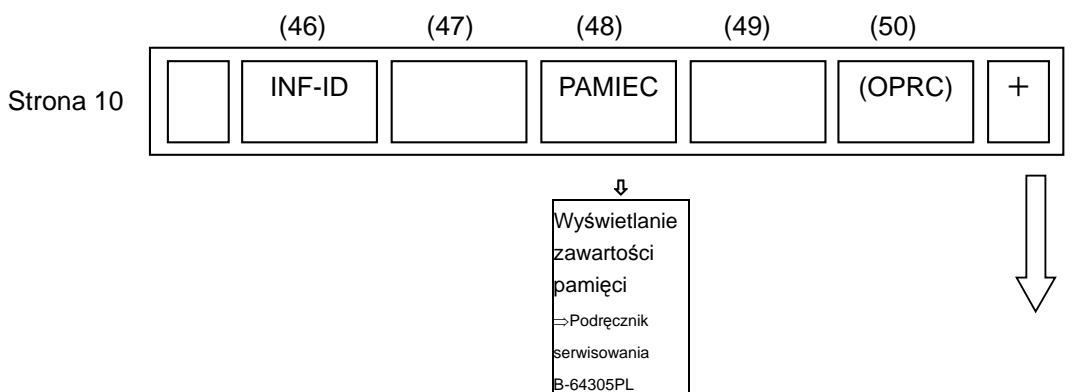 (46) (47) (48) (49) (50)
Strona 10 INF-ID PAMIEC (OPRC) +
Wyświetlanie
zawartości
pamięci
⇒Podręcznik
serwisowania
B-64305PL